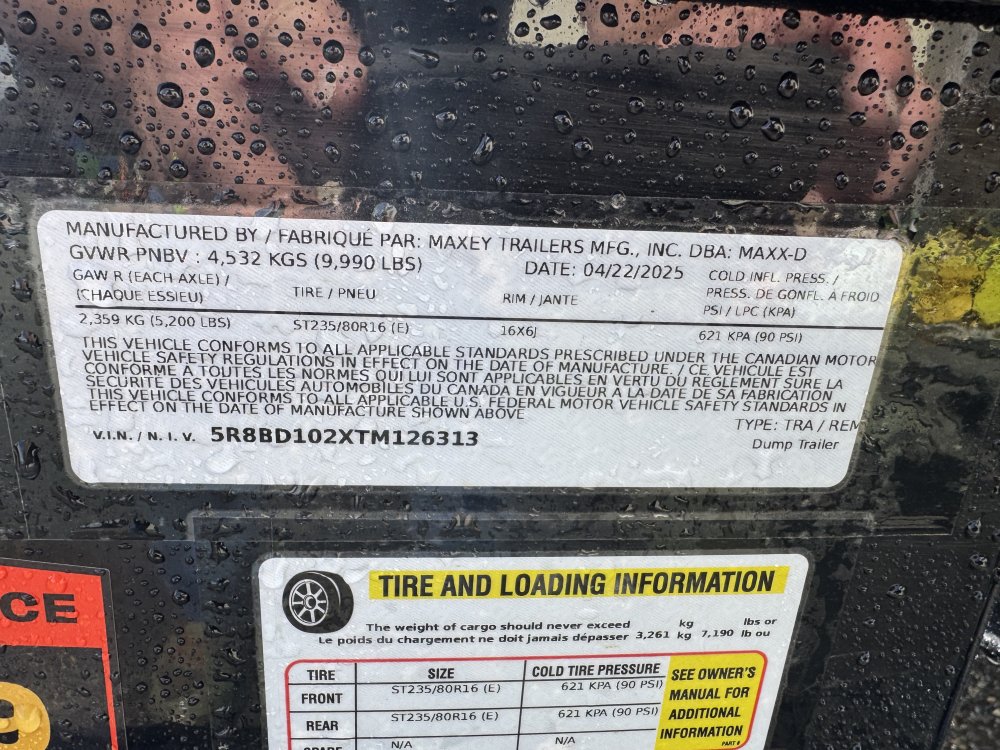 MANUFACTURED BY / FABRIQUÉ PAR: MAXEY TRAILERS MFG., INC. DBA: MAXX-D
GVWR PNBV : 4,532 KGS (9,990 LBS) DATE: 04/22/2025
GAW R (EACH AXLE) / (CHAQUE ESSIEU) TIRE / PNEU RIM / JANTE COLD INFL. PRESS. / PRESS. DE GONFL. À FROID PSI / LPC (KPA)
2,359 KG (5,200 LBS) ST235/80R16 (E) 16X6J 621 KPA (90 PSI)
THIS VEHICLE CONFORMS TO ALL APPLICABLE STANDARDS PRESCRIBED UNDER THE CANADIAN MOTOR
VEHICLE SAFETY REGULATIONS IN EFFECT ON THE DATE OF MANUFACTURE. / CE VEHICULE EST
CONFORME A TOUTES LES NORMES QUI LUI SONT APPLICABLES EN VERTU DU REGLEMENT SURE LA
SECURITE DES VEHICULES AUTOMOBILES DU CANADA EN VIGUEUR A LA DATE DE SA FABRICATION
THIS VEHICLE CONFORMS TO ALL APPLICABLE U.S. FEDERAL MOTOR VEHICLE SAFETY STANDARDS IN
EFFECT ON THE DATE OF MANUFACTURE SHOWN ABOVE
TYPE: TRA / REM
V.I.N. / N. I. V. 5R8BD102XTM126313
Dump Trailer
CE
9
TIRE AND LOADING INFORMATION
The weight of cargo should never exceed kg lbs or
Le poids du chargement ne doit jamais dépasser 3,261 kg 7,190 lb ou
TIRE SIZE COLD TIRE PRESSURE
FRONT ST235/80R16 (E) 621 KPA (90 PSI)
REAR ST235/80R16 (E) 621 KPA (90 PSI)
SPARE N/A N/A
SEE OWNER'S
MANUAL FOR
ADDITIONAL
INFORMATION
PART #